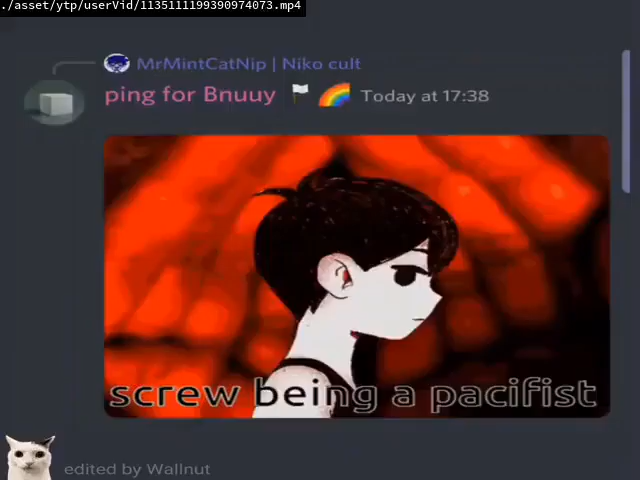 ./asset/ytp/userVid/1135111199390974073.mp4
MrMintCatNip | Niko cult
ping for Bnuuy 🏳️🌈 Today at 17:38
screw being a pacifist
edited by Wallnut